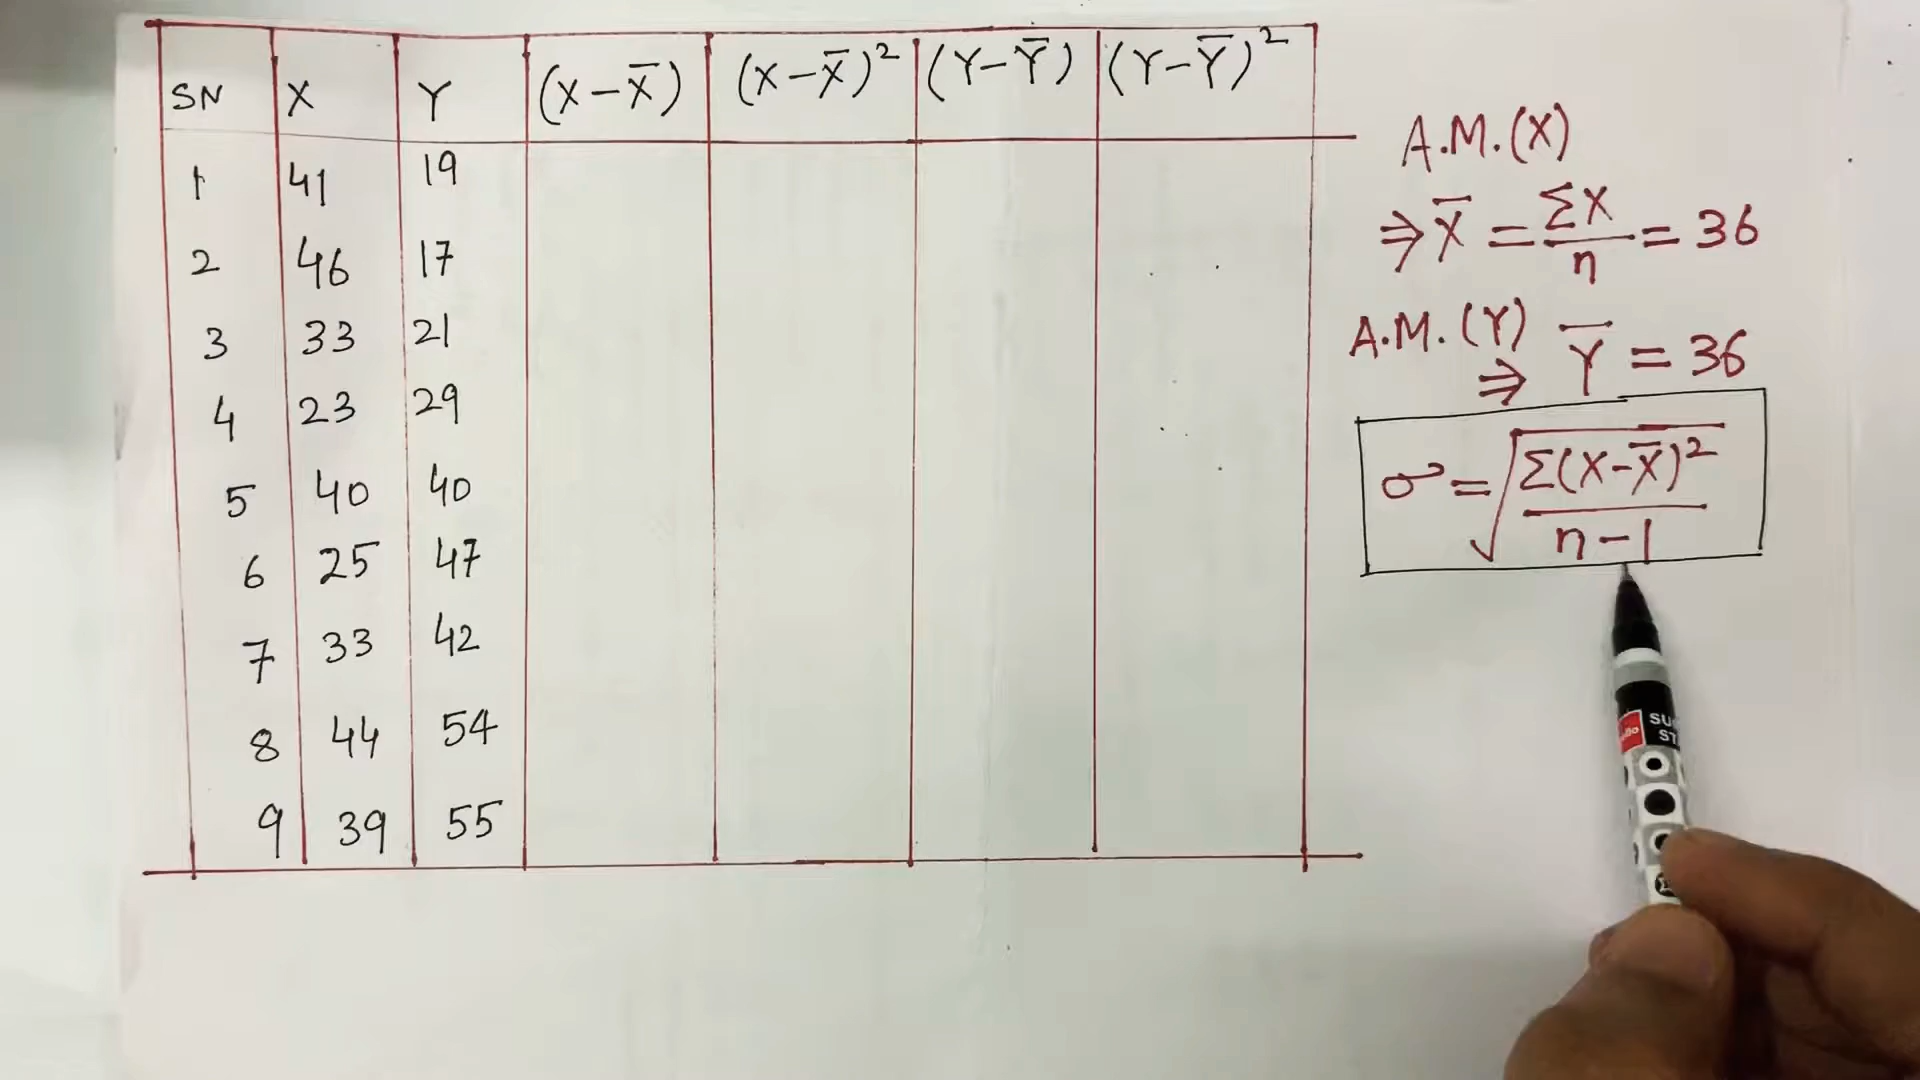 SN X Y (X-X̅) (X-X̅)² (Y-Y̅) (Y-Y̅)²
1 41 19
2 46 17
3 33 21
4 23 29
5 40 40
6 25 47
7 33 42
8 44 54
9 39 55
A.M.(X)
⇒ X̅ = ΣX/n = 36
A.M.(Y)
⇒ Y̅ = 36
σ = √(Σ(X-X̅)²/(n-1))